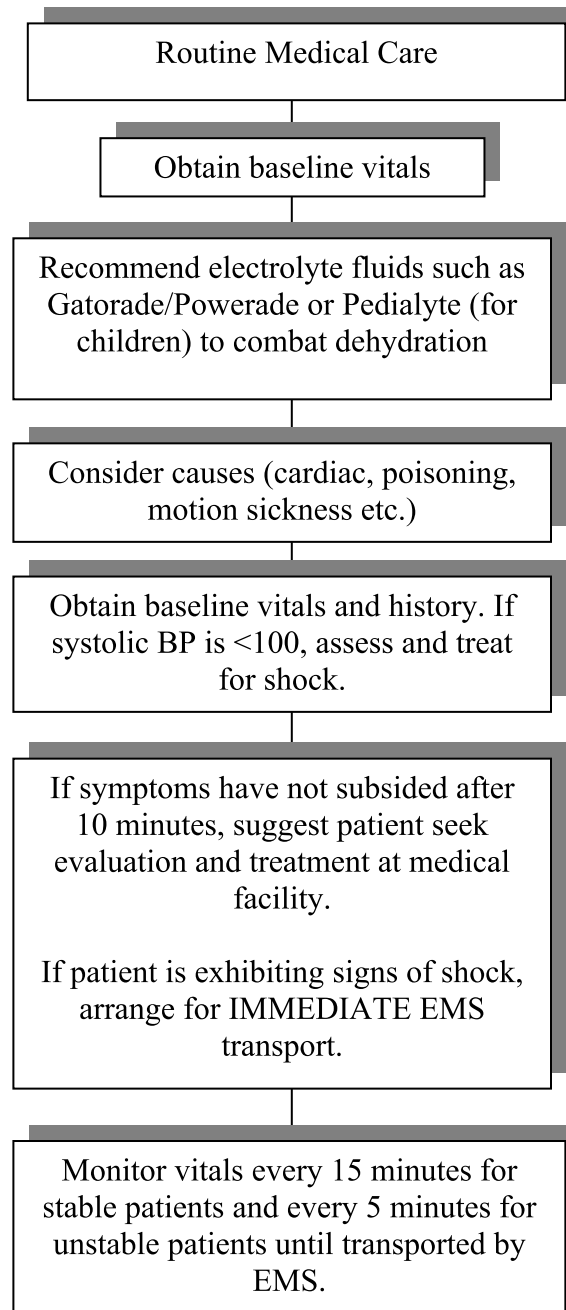 Routine Medical Care
Obtain baseline vitals
Recommend electrolyte fluids such as
Gatorade/Powerade or Pedialyte (for
children) to combat dehydration
Consider causes (cardiac, poisoning,
motion sickness etc.)
Obtain baseline vitals and history. If
systolic BP is <100, assess and treat
for shock.
If symptoms have not subsided after
10 minutes, suggest patient seek
evaluation and treatment at medical
facility.
If patient is exhibiting signs of shock,
arrange for IMMEDIATE EMS
transport.
Monitor vitals every 15 minutes for
stable patients and every 5 minutes for
unstable patients until transported by
EMS.